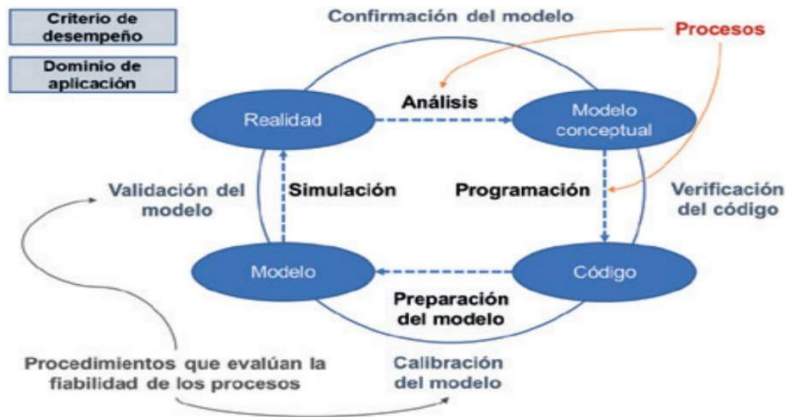 Criterio de
desempeño
Dominio de
aplicación
Confirmación del modelo
Procesos
Realidad
Análisis
Modelo
conceptual
Validación del
modelo
Simulación
Programación
Verificación
del código
Modelo
Código
Preparación
del modelo
Procedimientos que evalúan la
fiabilidad de los procesos
Calibración
del modelo